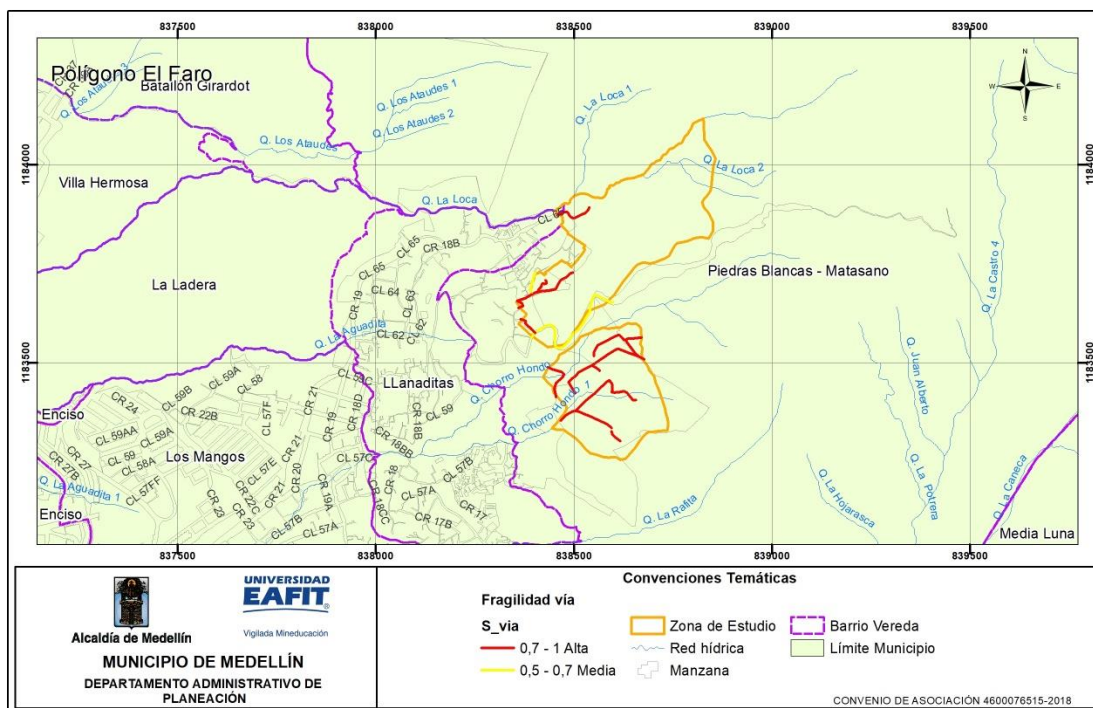 837500
838000
838500
839000
839500
Polígono El Faro
Batallón Girardot
Q. Los Ataudes 3
Q. Los Ataudes 1
Q. Los Ataudes 2
Q. Los Ataudes
Q. La Loca 1
Q. La Loca 2
Q. La Loca
1184000
1184000
Villa Hermosa
CL 65
CR 18B
CL 65
CL 65
La Ladera
CL 64
CR 19
CL 63
CL 62
CL 62
Q. La Aguadita
Piedras Blancas - Matasano
Q. La Castro 4
1183500
1183500
Q. Chorro Hondo
Q. Chorro Hondo 1
Q. Juan Alberto
LLanaditas
CL 59A
CL 58
CL 59B
CR 24
CR 22B
CL 57F
CR 21
CR 19
CR 18D
CR 18B
CL 59
Enciso
CL 59AA
CL 59A
CL 59
CL 58A
Los Mangos
CR 21
CL 57E
CR 20
CL 57C
CR 18BB
CR 27
CR 27B
CL 57FF
CR 22C
CR 21
CR 23
CR 23
CR 19A
CR 18
CL 57B
CL 57A
CR 18CC
CR 17
CR 17B
CL 57B
CL 57A
Q. La Aguadita 1
Enciso
Q. La Rafita
Q. La Hojarasca
Q. La Pòtrera
Q. La Caneca
Media Luna
837500
838000
838500
839000
839500
Alcaldía de Medellín
UNIVERSIDAD
EAFIT
Vigilada Mineducación
MUNICIPIO DE MEDELLÍN
DEPARTAMENTO ADMINISTRATIVO DE
PLANEACIÓN
Convenciones Temáticas
Fragilidad vía
S_via
0,7 - 1 Alta
0,5 - 0,7 Media
Zona de Estudio
Red hídrica
Manzana
Barrio Vereda
Límite Municipio
CONVENIO DE ASOCIACIÓN 4600076515-2018
N
W
E
S